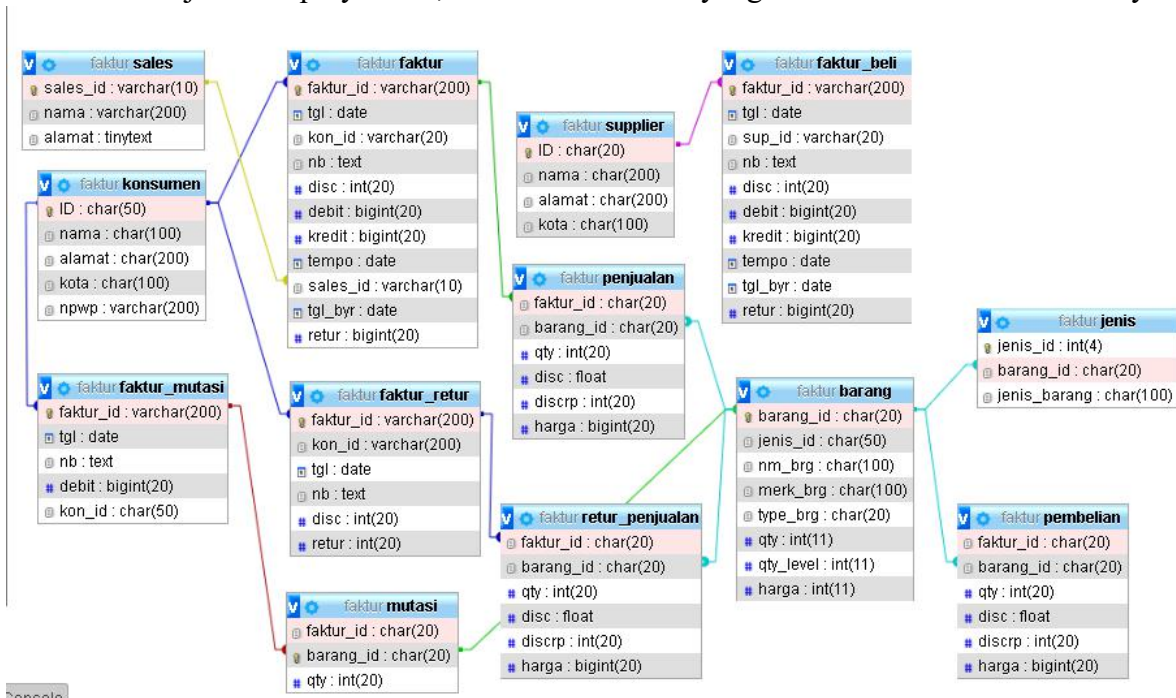 faktur sales
sales_id : varchar(10)
nama : varchar(200)
alamat : tinytext
faktur konsumen
ID : char(50)
nama : char(100)
alamat : char(200)
kota : char(100)
npwp : varchar(200)
faktur faktur_mutasi
faktur_id : varchar(200)
tgl : date
nb : text
debit : bigint(20)
kon_id : char(50)
faktur faktur
faktur_id : varchar(200)
tgl : date
kon_id : varchar(20)
nb : text
disc : int(20)
debit : bigint(20)
kredit : bigint(20)
tempo : date
sales_id : varchar(10)
tgl_byr : date
retur : bigint(20)
faktur faktur_retur
faktur_id : varchar(200)
kon_id : varchar(200)
tgl : date
nb : text
disc : int(20)
retur : int(20)
faktur mutasi
faktur_id : char(20)
barang_id : char(20)
qty : int(20)
faktur supplier
ID : char(20)
nama : char(200)
alamat : char(200)
kota : char(100)
faktur penjualan
faktur_id : char(20)
barang_id : char(20)
qty : int(20)
disc : float
discrp : int(20)
harga : bigint(20)
faktur retur_penjualan
faktur_id : char(20)
barang_id : char(20)
qty : int(20)
disc : float
discrp : int(20)
harga : bigint(20)
faktur faktur_beli
faktur_id : varchar(200)
tgl : date
sup_id : varchar(20)
nb : text
disc : int(20)
debit : bigint(20)
kredit : bigint(20)
tempo : date
tgl_byr : date
retur : bigint(20)
faktur barang
barang_id : char(20)
jenis_id : char(50)
nm_brg : char(100)
merk_brg : char(100)
type_brg : char(20)
qty : int(11)
qty_level : int(11)
harga : int(11)
faktur jenis
jenis_id : int(4)
barang_id : char(20)
jenis_barang : char(100)
faktur pembelian
faktur_id : char(20)
barang_id : char(20)
qty : int(20)
disc : float
discrp : int(20)
harga : bigint(20)